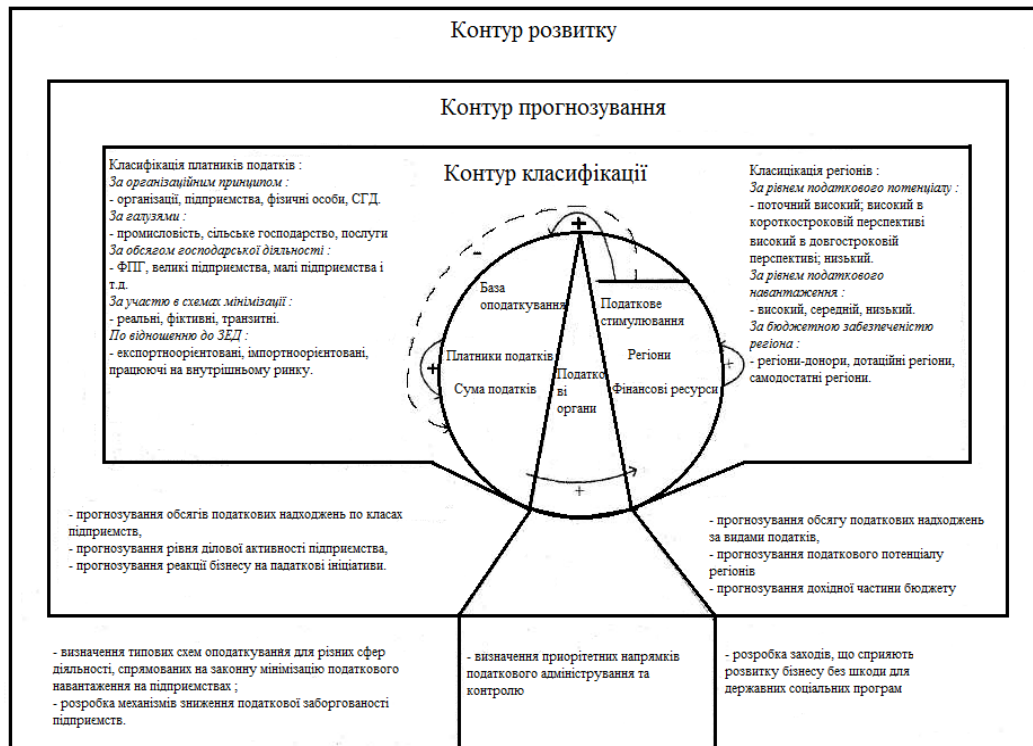 Контур розвитку
Контур прогнозування
Контур класифікації
Класифікація платників податків :
За організаційним принципом :
- організації, підприємства, фізичні особи, СГД.
За галузями :
- промисловість, сільське господарство, послуги
За обсягом господарської діяльності :
- ФПГ, великі підприємства, малі підприємства і
т.д.
За участю в схемах мінімізації :
- реальні, фіктивні, транзитні.
По відношенню до ЗЕД :
- експортноорієнтовані, імпортноорієнтовані,
працюючі на внутрішньому ринку.
+
-
База
оподаткування
Платники податків
Сума податків
+
Податко
ві
органи
Податкове
стимулювання
Регіони
Фінансові ресурси
+
+
Класицікація регіонів :
За рівнем податкового потенціалу :
- поточний високий; високий в
короткостроковій перспективі
високий в довгостроковій
перспективі; низький.
За рівнем податкового
навантаження :
- високий, середній, низький.
За бюджетною забезпеченістю
регіона :
- регіони-донори, дотаційні регіони,
самодостатні регіони.
- прогнозування обсягів податкових надходжень по класах
підприємств,
- прогнозування рівня ділової активності підприємства,
- прогнозування реакції бізнесу на падаткові ініціативи.
- прогнозування обсягу податкових надходжень
за видами податків,
- прогнозування податкового потенціалу
регіонів
- прогнозування дохідної частини бюджету
- визначення типових схем оподаткування для різних сфер
діяльності, спрямованих на законну мінімізацію податкового
навантаження на підприємствах ;
- розробка механізмів зниження податкової заборгованості
підприємств.
- визначення приорітетних напрямків
податкового адміністрування та
контролю
- розробка заходів, що сприяють
розвитку бізнесу без шкоди для
державних соціальних програм